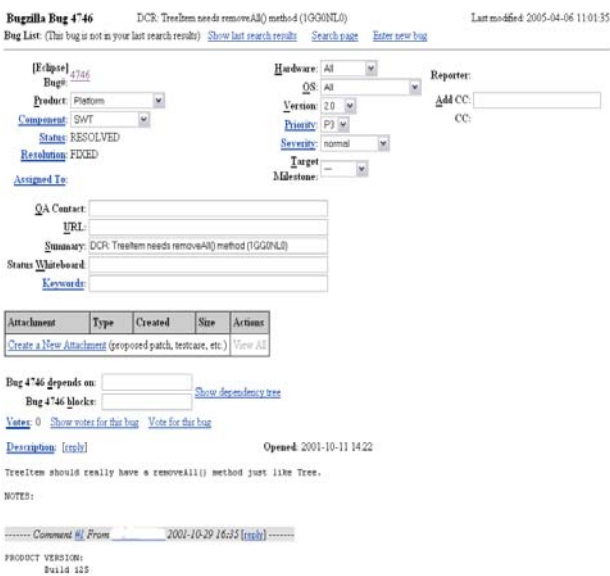 Bugzilla Bug 4746 DCR: TreeItem needs removeAll() method (1GG0NL0) Last modified: 2005-04-06 11:01:35
Bug List: (This bug is not in your last search results) Show last search results Search page Enter new bug
[Eclipse] Bug#: 4746
Product: Platform
Component: SWT
Status: RESOLVED
Resolution: FIXED
Assigned To:
Hardware: All
OS: All
Version: 2.0
Priority: P3
Severity: normal
Target Milestone: ---
Reporter:
Add CC:
CC:
QA Contact:
URL:
Summary: DCR: TreeItem needs removeAll() method (1GG0NL0)
Status Whiteboard:
Keywords:
Attachment Type Created Size Actions
Create a New Attachment (proposed patch, testcase, etc.) View All
Bug 4746 depends on:
Show dependency tree
Bug 4746 blocks:
Votes: 0 Show votes for this bug Vote for this bug
Description: [reply] Opened: 2001-10-11 14:22
TreeItem should really have a removeAll() method just like Tree.
NOTES:
------- Comment #1 From 2001-10-29 16:35 [reply] -------
PRODUCT VERSION:
Build 125